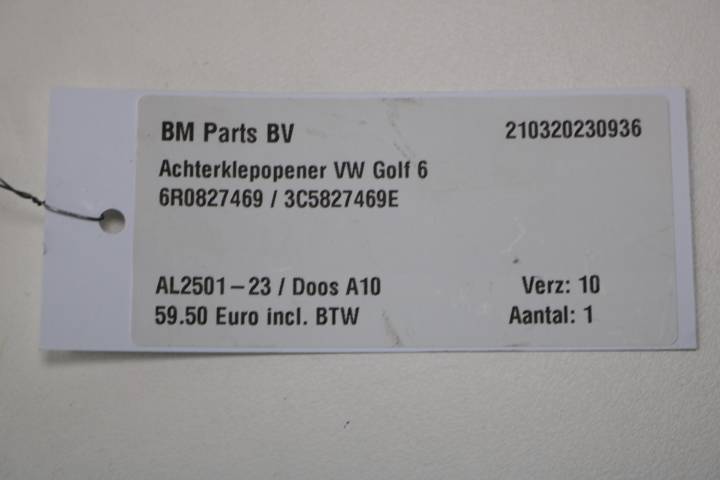 BM Parts BV 210320230936
Achterklepopener VW Golf 6
6R0827469 / 3C5827469E
AL2501-23 / Doos A10 Verz: 10
59.50 Euro incl. BTW Aantal: 1